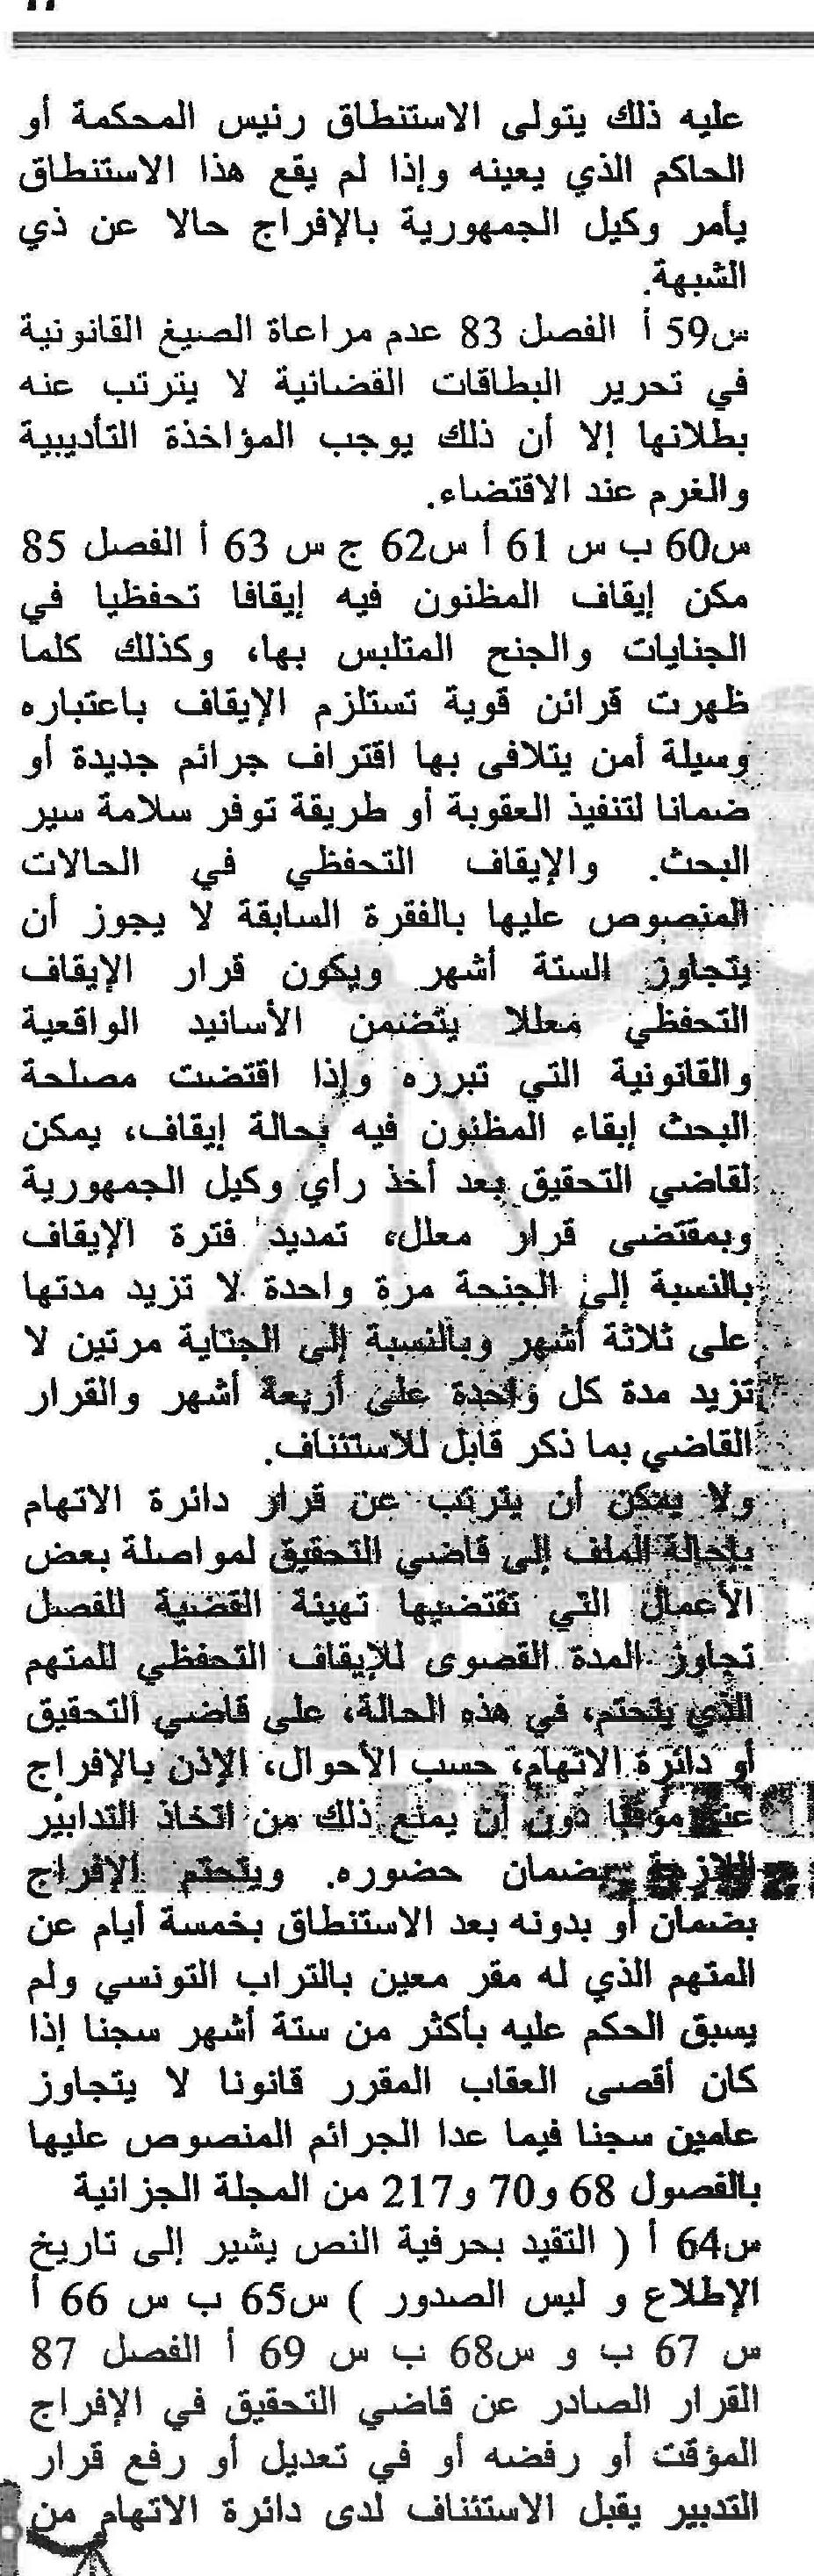 عليه ذلك يتولى الاستنطاق رئيس المحكمة أو
الحاكم الذي يعينه وإذا لم يقع هذا الاستنطاق
يأمر وكيل الجمهورية بالإفراج حالا عن ذي
الشبهة.
س59 أ الفصل 83 عدم مراعاة الصيغ القانونية
في تحرير البطاقات القضائية لا يترتب عنه
بطلانها إلا أن ذلك يوجب المؤاخذة التأديبية
والغرم عند الاقتضاء.
س60 ب س 61 أ س62 ج س 63 أ الفصل 85
مكن إيقاف المظنون فيه إيقافا تحفظيا في
الجنايات والجنح المتلبس بها، وكذلك كلما
ظهرت قرائن قوية تستلزم الإيقاف باعتباره
وسيلة أمن يتلافى بها اقتراف جرائم جديدة أو
ضمانا لتنفيذ العقوبة أو طريقة توفر سلامة سير
البحث. والإيقاف التحفظي في الحالات
المنصوص عليها بالفقرة السابقة لا يجوز أن
يتجاوز الستة أشهر ويكون قرار الإيقاف
التحفظي معللا يتضمن الأسانيد الواقعية
والقانونية التي تبرره وإذا اقتضت مصلحة
البحث إبقاء المظنون فيه بحالة إيقاف، يمكن
لقاضي التحقيق بعد أخذ رأي وكيل الجمهورية
وبمقتضى قرار معلل، تمديد فترة الإيقاف
بالنسبة إلى الجنحة مرة واحدة لا تزيد مدتها
على ثلاثة أشهر وبالنسبة إلى الجناية مرتين لا
تزيد مدة كل واحدة على أربعة أشهر والقرار
القاضي بما ذكر قابل للاستئناف.
ولا يمكن أن يترتب عن قرار دائرة الاتهام
بإحالة الملف إلى قاضي التحقيق لمواصلة بعض
الأعمال التي تقتضيها تهيئة القضية للفصل
تجاوز المدة القصوى للإيقاف التحفظي للمتهم
الذي يتحتم، في هذه الحالة، على قاضي التحقيق
أو دائرة الاتهام، حسب الأحوال، الإذن بالإفراج
عنه مؤقتا دون أن يمنع ذلك من اتخاذ التدابير
اللازمة بضمان حضوره. ويتحتم الإفراج
بضمان أو بدونه بعد الاستنطاق بخمسة أيام عن
المتهم الذي له مقر معين بالتراب التونسي ولم
يسبق الحكم عليه بأكثر من ستة أشهر سجنا إذا
كان أقصى العقاب المقرر قانونا لا يتجاوز
عامين سجنا فيما عدا الجرائم المنصوص عليها
بالفصول 68 و70 و217 من المجلة الجزائية
س64 أ ( التقيد بحرفية النص يشير إلى تاريخ
الإطلاع و ليس الصدور ) س65 ب س 66 أ
س 67 ب و س68 ب س 69 أ الفصل 87
القرار الصادر عن قاضي التحقيق في الإفراج
المؤقت أو رفضه أو في تعديل أو رفع قرار
التدبير يقبل الاستئناف لدى دائرة الاتهام من